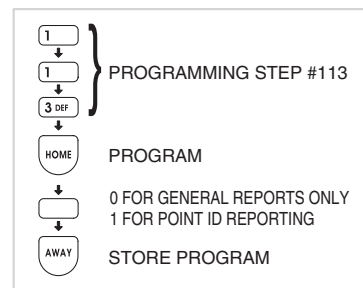 1
1
PROGRAMMING STEP #113
3 DEF
HOME
PROGRAM
0 FOR GENERAL REPORTS ONLY
1 FOR POINT ID REPORTING
AWAY
STORE PROGRAM